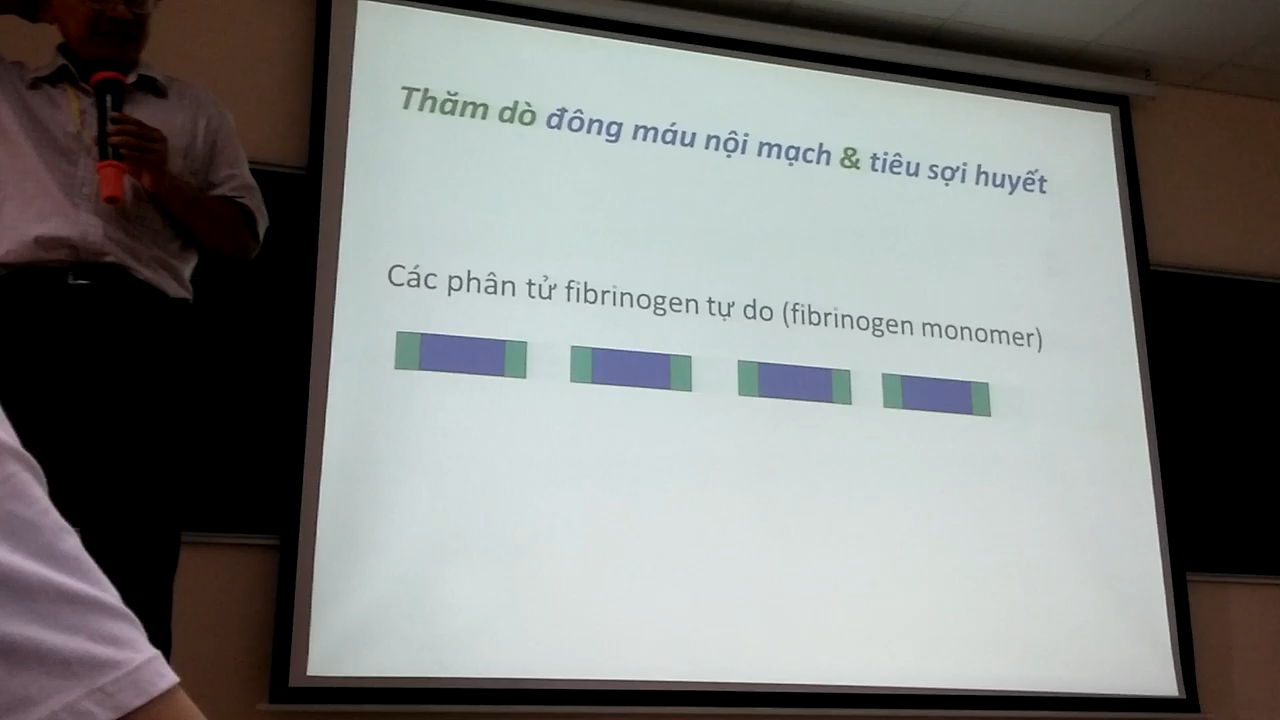 Thăm dò đông máu nội mạch & tiêu sợi huyết
Các phân tử fibrinogen tự do (fibrinogen monomer)